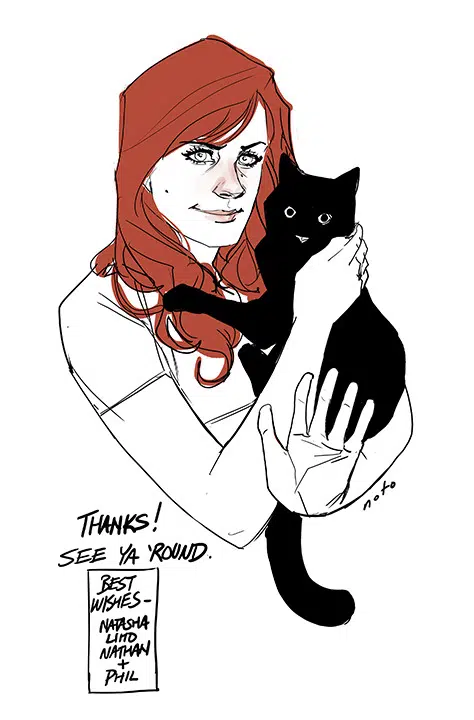 noto
THANKS!
SEE YA 'ROUND.
BEST
WISHES—
NATASHA
LIHO
NATHAN
+
PHIL